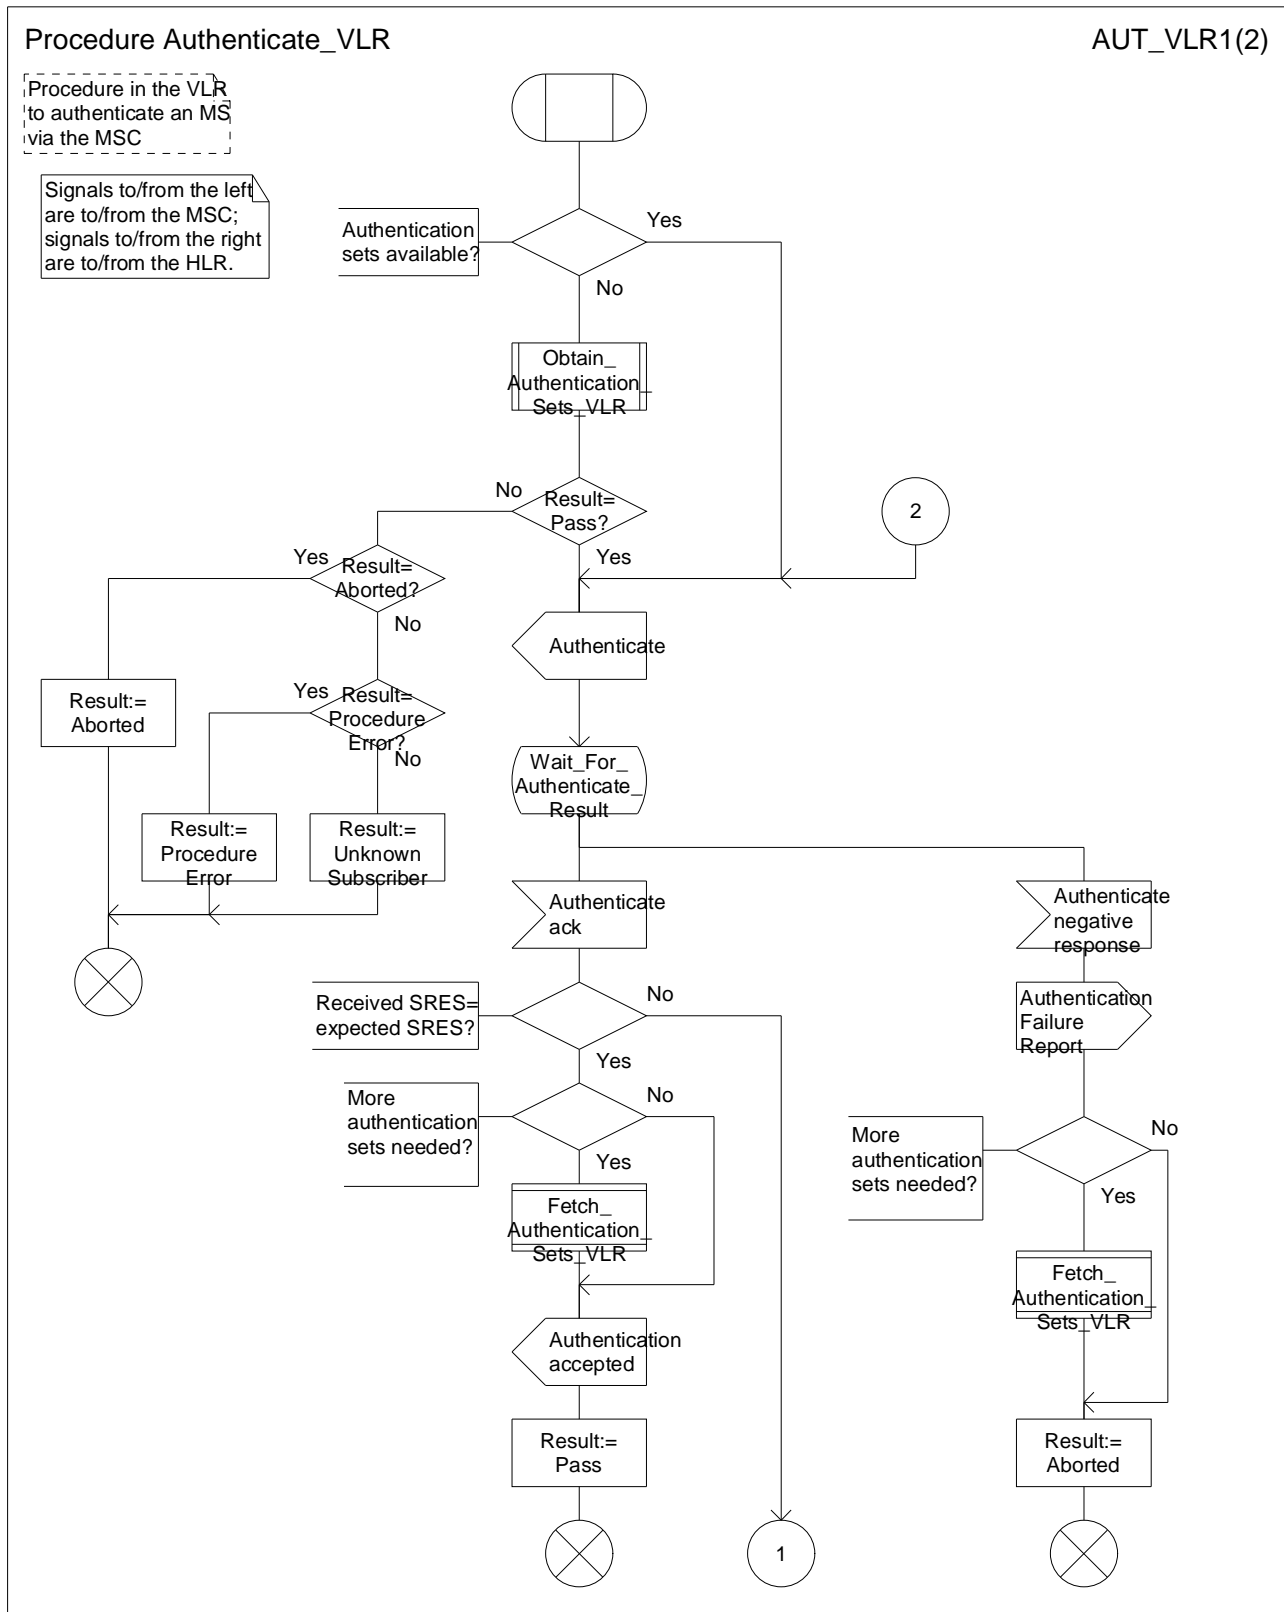 Procedure Authenticate_VLR
AUT_VLR1(2)
Procedure in the VLR
to authenticate an MS
via the MSC
Signals to/from the left
are to/from the MSC;
signals to/from the right
are to/from the HLR.
Authentication
sets available?
Yes
No
Obtain_
Authentication_
Sets_VLR
No
Result=
Pass?
Yes
2
Yes
Result=
Aborted?
No
Authenticate
Result:=
Aborted
Yes
Result=
Procedure
Error?
No
Wait_For_
Authenticate_
Result
Result:=
Procedure
Error
Result:=
Unknown
Subscriber
Authenticate
ack
Authenticate
negative
response
Received SRES=
expected SRES?
No
Yes
Authentication
Failure
Report
More
authentication
sets needed?
No
Yes
More
authentication
sets needed?
No
Yes
Fetch_
Authentication_
Sets_VLR
Fetch_
Authentication_
Sets_VLR
Authentication
accepted
Result:=
Pass
Result:=
Aborted
1